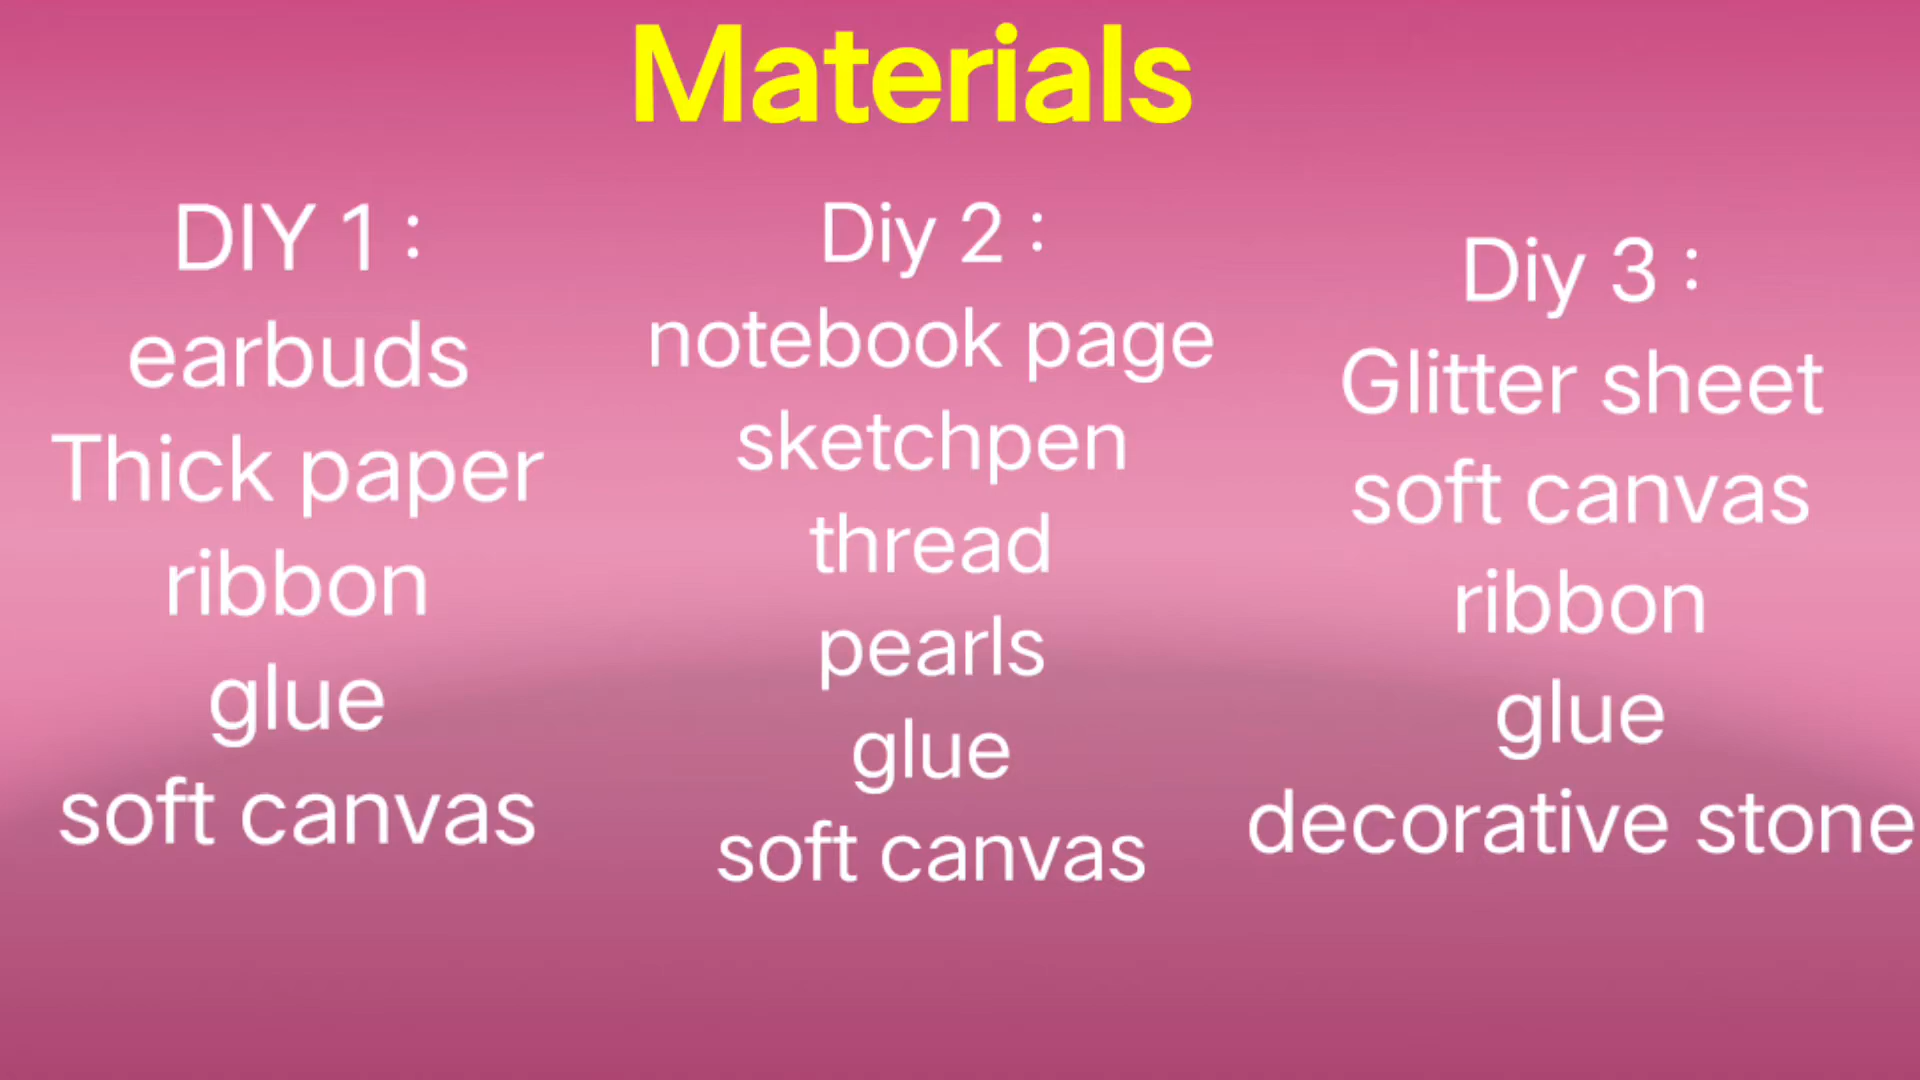 Materials
DIY 1 :
earbuds
Thick paper
ribbon
glue
soft canvas
Diy 2 :
notebook page
sketchpen
thread
pearls
glue
soft canvas
Diy 3 :
Glitter sheet
soft canvas
ribbon
glue
decorative stone